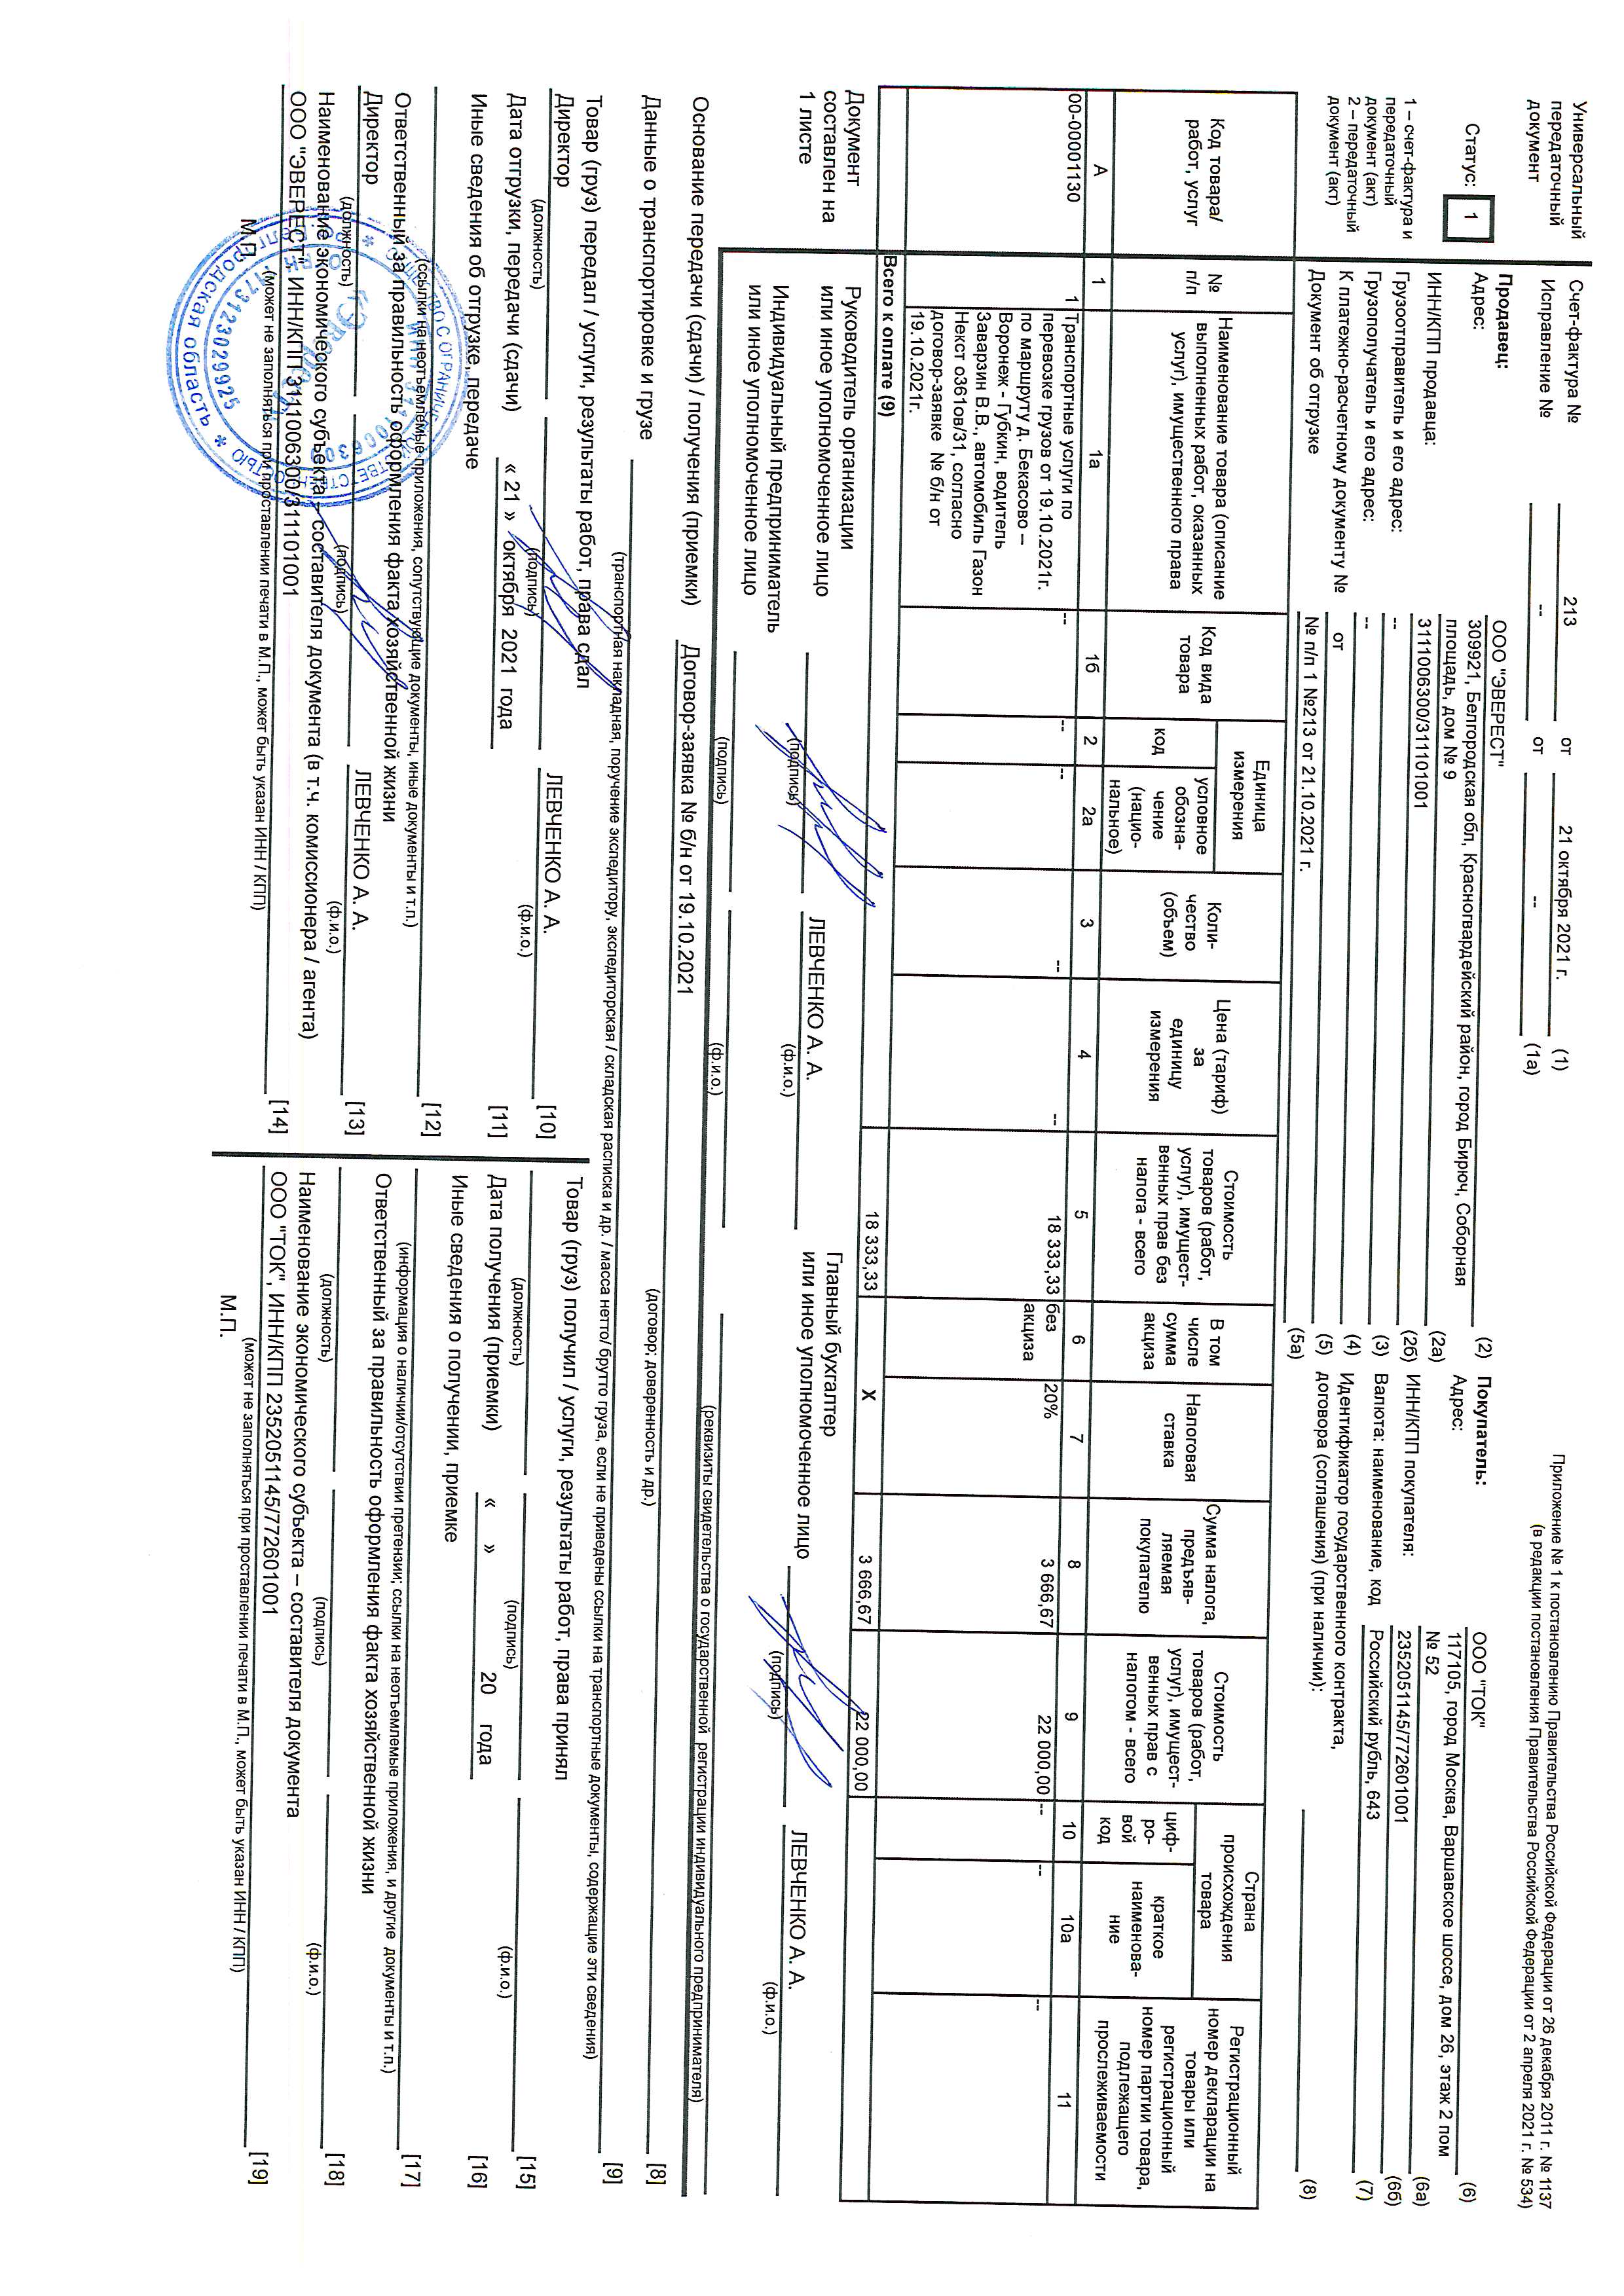 Универсальный
передаточный
документ
Счет-фактура № 213 от 21 октября 2021 г. (1)
Исправление № -- от -- (1а)
Приложение № 1 к постановлению Правительства Российской Федерации от 26 декабря 2011 г. № 1137
(в редакции постановления Правительства Российской Федерации от 2 апреля 2021 г. № 534)
Статус: 1
1 – счет-фактура и
передаточный
документ (акт)
2 – передаточный
документ (акт)
Продавец: ООО "ЭВЕРЕСТ" (2)
Адрес: 309921, Белгородская обл, Красногвардейский район, город Бирюч, Соборная
площадь, дом № 9 (2а)
ИНН/КПП продавца: 3111006300/311101001 (2б)
Грузоотправитель и его адрес: -- (3)
Грузополучатель и его адрес: -- (4)
К платежно-расчетному документу № от (5)
Документ об отгрузке № п/п 1 №213 от 21.10.2021 г. (5а)
Покупатель: ООО "ТОК" (6)
Адрес: 117105, город Москва, Варшавское шоссе, дом 26, этаж 2 пом
№ 52 (6а)
ИНН/КПП покупателя: 2352051145/772601001 (6б)
Валюта: наименование, код Российский рубль, 643 (7)
Идентификатор государственного контракта,
договора (соглашения) (при наличии): (8)
Код товара/
работ, услуг
№
п/п
Наименование товара (описание
выполненных работ, оказанных
услуг), имущественного права
Код вида
товара
Единица
измерения
код
условное
обозна-
чение
(нацио-
нальное)
Коли-
чество
(объем)
Цена (тариф)
за
единицу
измерения
Стоимость
товаров (работ,
услуг), имущест-
венных прав без
налога - всего
В том
числе
сумма
акциза
Налоговая
ставка
Сумма налога,
предъяв-
ляемая
покупателю
Стоимость
товаров (работ,
услуг), имущест-
венных прав с
налогом - всего
Страна
происхождения
товара
циф-
ро-
вой
код
краткое
наименова-
ние
Регистрационный
номер декларации на
товары или
регистрационный
номер партии товара,
подлежащего
прослеживаемости
А 1 1а 1б 2 2а 3 4 5 6 7 8 9 10 10а 11
00-00001130 1 Транспортные услуги по
перевозке грузов от 19.10.2021г.
по маршруту д. Бекасово –
Воронеж - Губкин, водитель
Заварзин В.В., автомобиль Газон
Некст о361ов/31, согласно
договор-заявке № б/н от
19.10.2021г.
-- -- -- -- -- 18 333,33 без
акциза 20% 3 666,67 22 000,00 -- -- --
Всего к оплате (9) 18 333,33 Х 3 666,67 22 000,00
Документ
составлен на
1 листе
Руководитель организации
или иное уполномоченное лицо ЛЕВЧЕНКО А. А.
(подпись) (ф.и.о.)
Главный бухгалтер
или иное уполномоченное лицо ЛЕВЧЕНКО А. А.
(подпись) (ф.и.о.)
Индивидуальный предприниматель
или иное уполномоченное лицо
(подпись) (ф.и.о.) (реквизиты свидетельства о государственной регистрации индивидуального предпринимателя)
Основание передачи (сдачи) / получения (приемки) Договор-заявка № б/н от 19.10.2021 [8]
(договор; доверенность и др.)
Данные о транспортировке и грузе [9]
(транспортная накладная, поручение экспедитору, экспедиторская / складская расписка и др. / масса нетто/ брутто груза, если не приведены ссылки на транспортные документы, содержащие эти сведения)
Товар (груз) передал / услуги, результаты работ, права сдал
Директор ЛЕВЧЕНКО А. А. [10]
(должность) (подпись) (ф.и.о.)
Дата отгрузки, передачи (сдачи) « 21 » октября 2021 года [11]
Иные сведения об отгрузке, передаче
[12]
(ссылки на неотъемлемые приложения, сопутствующие документы, иные документы и т.п.)
Ответственный за правильность оформления факта хозяйственной жизни
Директор ЛЕВЧЕНКО А. А. [13]
(должность) (подпись) (ф.и.о.)
Наименование экономического субъекта – составителя документа (в т.ч. комиссионера / агента)
ООО "ЭВЕРЕСТ", ИНН/КПП 3111006300/311101001 [14]
(может не заполняться при проставлении печати в М.П., может быть указан ИНН / КПП)
М.П.
Товар (груз) получил / услуги, результаты работ, права принял
[15]
(должность) (подпись) (ф.и.о.)
Дата получения (приемки) « » 20 года [16]
Иные сведения о получении, приемке
[17]
(информация о наличии/отсутствии претензии; ссылки на неотъемлемые приложения, и другие документы и т.п.)
Ответственный за правильность оформления факта хозяйственной жизни
[18]
(должность) (подпись) (ф.и.о.)
Наименование экономического субъекта – составителя документа
ООО "ТОК", ИНН/КПП 2352051145/772601001 [19]
(может не заполняться при проставлении печати в М.П., может быть указан ИНН / КПП)
М.П.
ОБЩЕСТВО С ОГРАНИЧЕННОЙ ОТВЕТСТВЕННОСТЬЮ
ИНН 3111006300
«Эверест»
Белгородская область